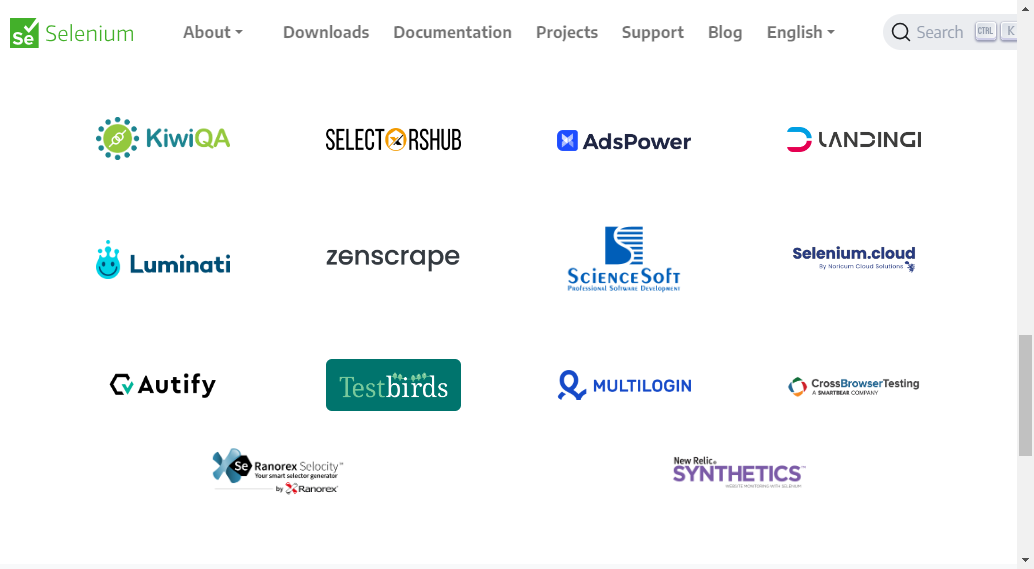 Se Selenium About Downloads Documentation Projects Support Blog English Search CTRL K
KiwiQA SELECTORSHUB AdsPower LANDINGI
Luminati zenscrape SCIENCESOFT Professional Software Development Selenium.cloud By Noricum Cloud Solutions
Autify Testbirds MULTILOGIN CrossBrowserTesting
A SMARTBEAR COMPANY
Se Ranorex Selocity™ New Relic®
Your smart selector generator SYNTHETICS™
by Ranorex® WEBSITE MONITORING WITH SELENIUM